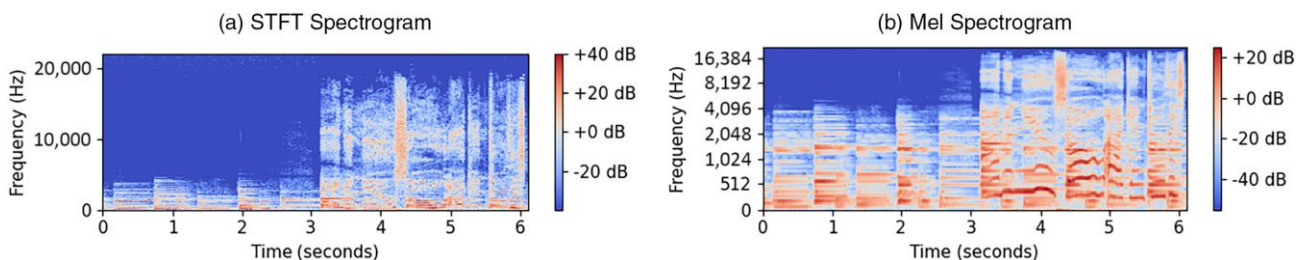 (a) STFT Spectrogram
20,000
10,000
0
Frequency (Hz)
0 1 2 3 4 5 6
Time (seconds)
+40 dB
+20 dB
+0 dB
-20 dB
(b) Mel Spectrogram
16,384
8,192
4,096
2,048
1,024
512
0
Frequency (Hz)
0 1 2 3 4 5 6
Time (seconds)
+20 dB
+0 dB
-20 dB
-40 dB